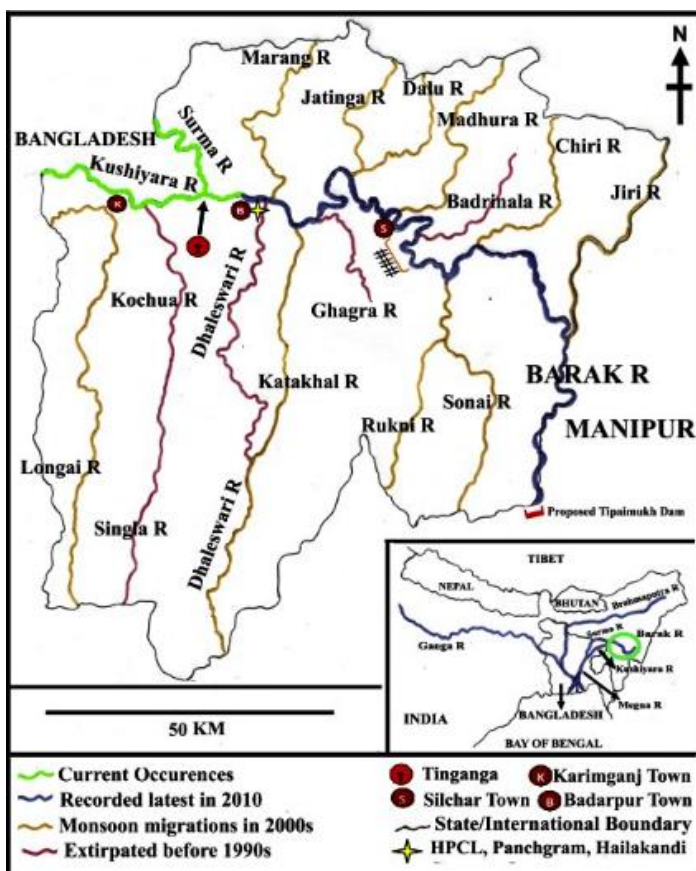 N
Marang R
Jatinga R
Dalu R
Madhura R
Chiri R
Jiri R
Surma R
BANGLADESH
Kushiyara R
Badrinala R
K
B
S
T
Kochua R
Dhaleswari R
Ghagra R
Katakhal R
BARAK R
MANIPUR
Rukni R
Sonai R
Longai R
Singla R
Dhaleswari R
Proposed Tipaimukh Dam
TIBET
NEPAL
BHUTAN
Brahmaputra R
Surma R
Barak R
Ganga R
Kushiyara R
Megna R
INDIA
BANGLADESH
BAY OF BENGAL
50 KM
Current Occurences
Recorded latest in 2010
Monsoon migrations in 2000s
Extirpated before 1990s
T Tinganga
K Karimganj Town
S Silchar Town
B Badarpur Town
State/International Boundary
HPCL, Panchgram, Hailakandi